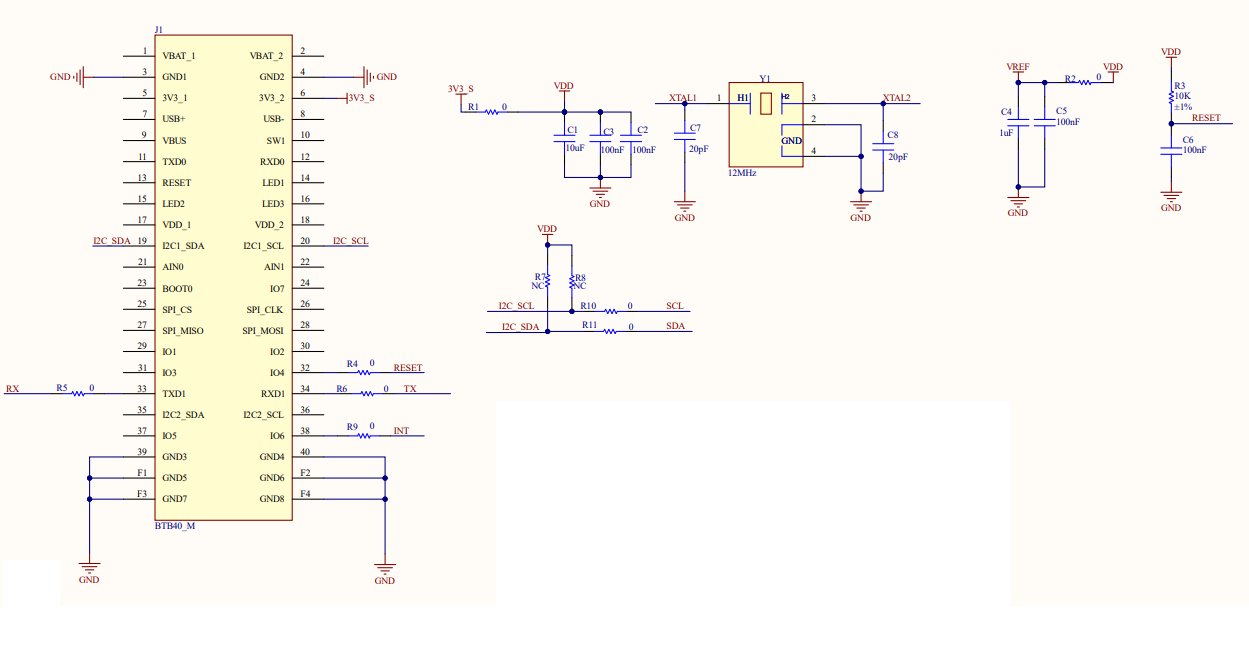 J1
1 VBAT_1 VBAT_2 2
GND 3 GND1 GND2 4 GND
5 3V3_1 3V3_2 6 3V3_S
7 USB+ USB- 8
9 VBUS SW1 10
11 TXD0 RXD0 12
13 RESET LED1 14
15 LED2 LED3 16
17 VDD_1 VDD_2 18
I2C_SDA 19 I2C1_SDA I2C1_SCL 20 I2C_SCL
21 AIN0 AIN1 22
23 BOOT0 IO7 24
25 SPI_CS SPI_CLK 26
27 SPI_MISO SPI_MOSI 28
29 IO1 IO2 30
31 IO3 IO4 32 R4 0 RESET
RX R5 0 33 TXD1 RXD1 34 R6 0 TX
35 I2C2_SDA I2C2_SCL 36
37 IO5 IO6 38 R9 0 INT
39 GND3 GND4 40
F1 GND5 GND6 F2
F3 GND7 GND8 F4
BTB40_M
GND GND
3V3_S VDD
R1 0
C1 C3 C2
10uF 100nF 100nF
GND
Y1
XTAL1 1 H1 H2 3 XTAL2
2
C7 GND C8
20pF 4 20pF
12MHz
GND GND
VREF R2 0 VDD
C4 C5
1uF 100nF
GND
VDD
R3
10K
±1%
RESET
C6
100nF
GND
VDD
R7 R8
NC NC
I2C_SCL R10 0 SCL
I2C_SDA R11 0 SDA